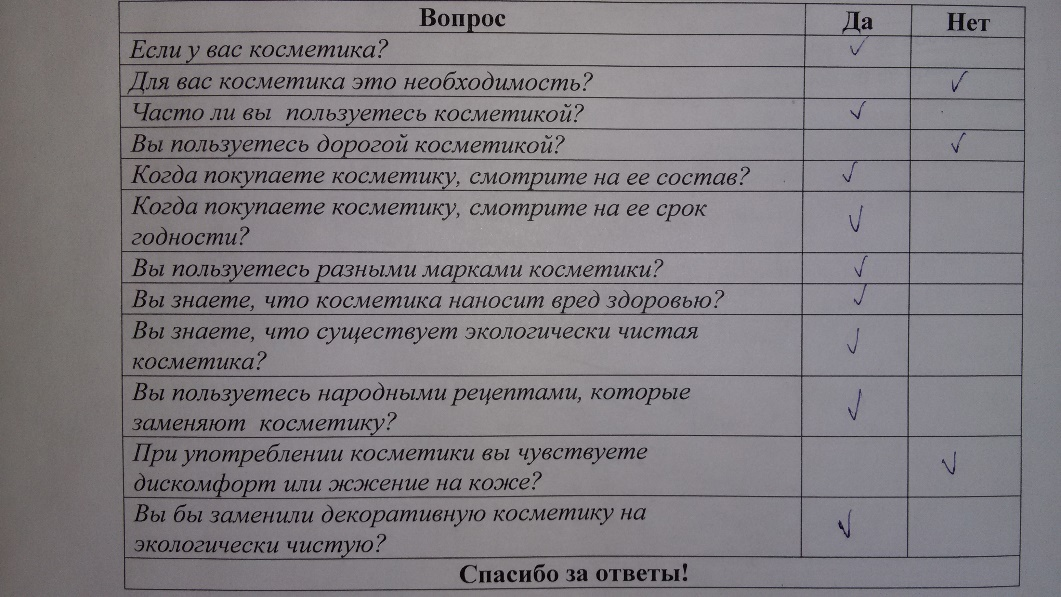 Вопрос Да Нет
Если у вас косметика? ✓
Для вас косметика это необходимость? ✓
Часто ли вы пользуетесь косметикой? ✓
Вы пользуетесь дорогой косметикой? ✓
Когда покупаете косметику, смотрите на ее состав? ✓
Когда покупаете косметику, смотрите на ее срок
годности? ✓
Вы пользуетесь разными марками косметики? ✓
Вы знаете, что косметика наносит вред здоровью? ✓
Вы знаете, что существует экологически чистая
косметика? ✓
Вы пользуетесь народными рецептами, которые
заменяют косметику? ✓
При употреблении косметики вы чувствуете
дискомфорт или жжение на коже? ✓
Вы бы заменили декоративную косметику на
экологически чистую? ✓
Спасибо за ответы!